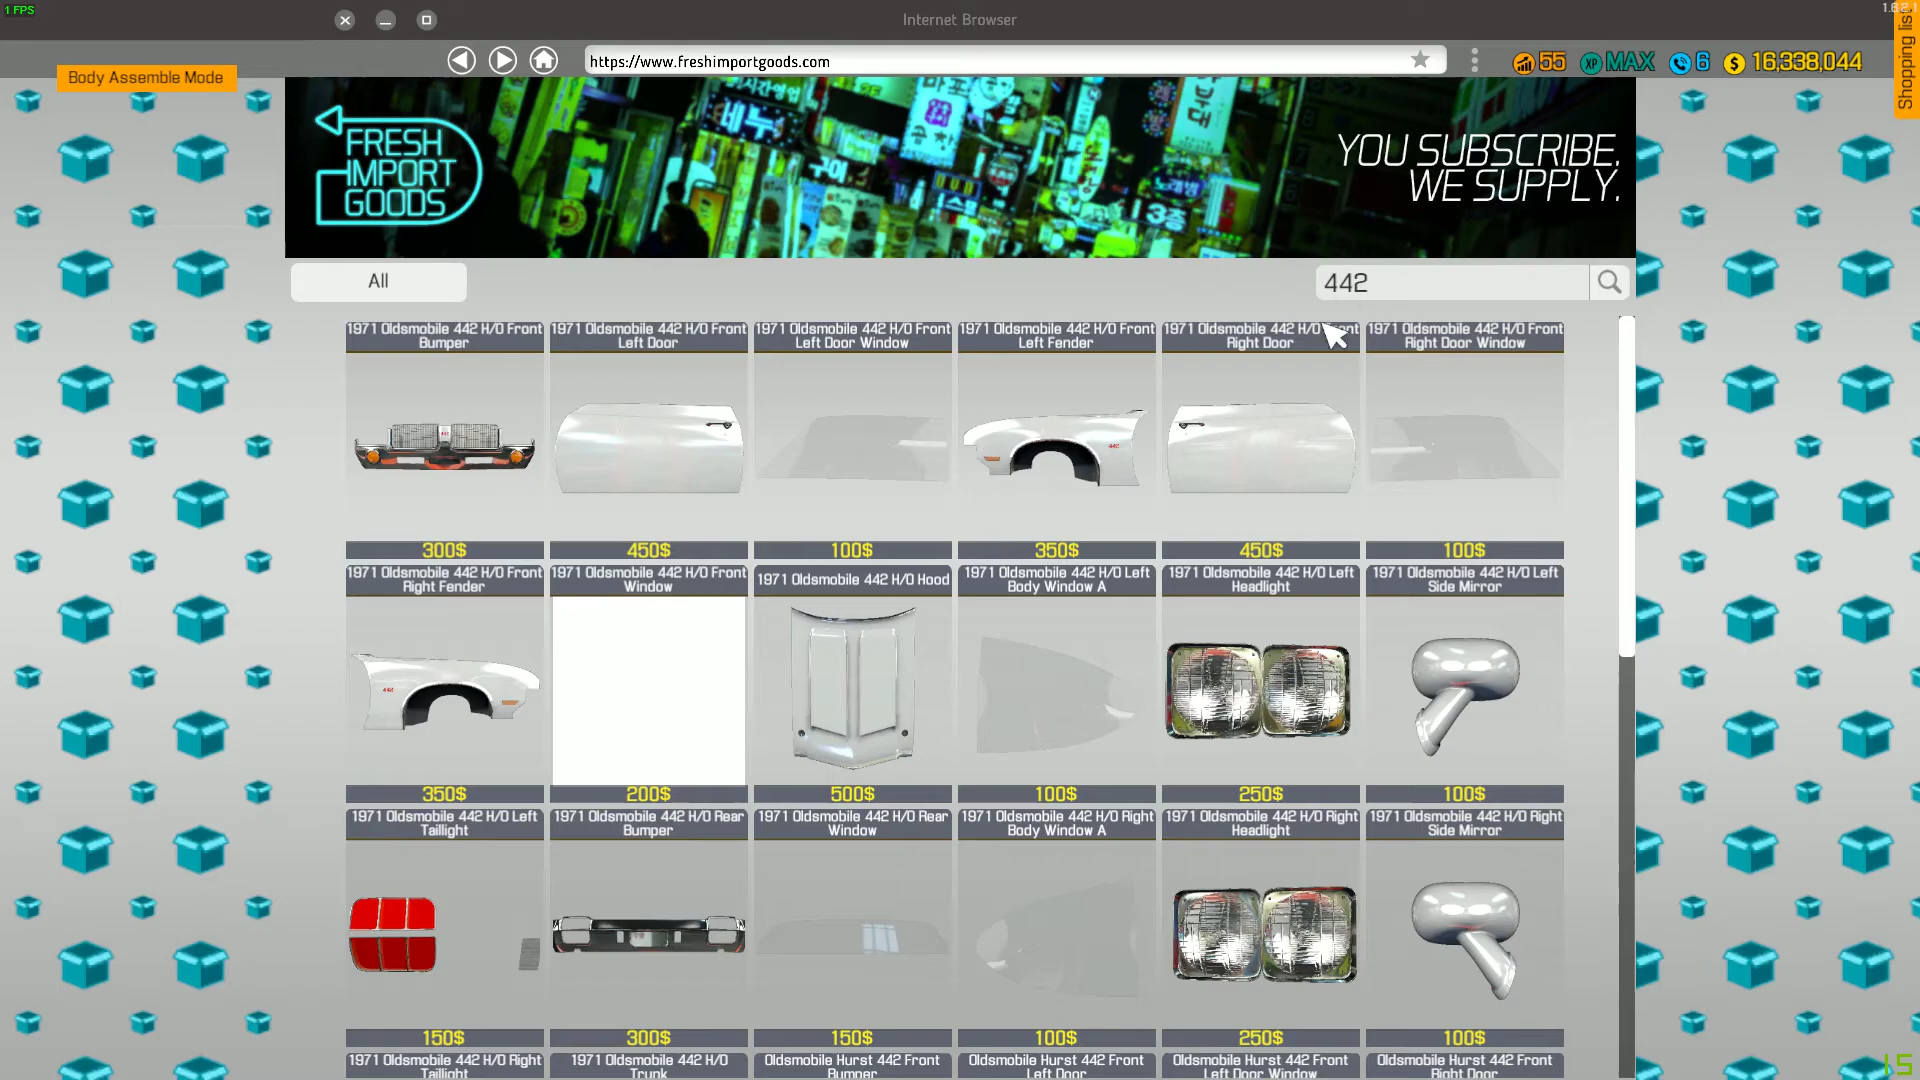 1 FPS
Internet Browser
1.6.2.1
Shopping list
https://www.freshimportgoods.com
55
XP MAX
6
$ 16,338,044
Body Assemble Mode
FRESH
IMPORT
GOODS
YOU SUBSCRIBE.
WE SUPPLY.
All
442
1971 Oldsmobile 442 H/O Front
Bumper
1971 Oldsmobile 442 H/O Front
Left Door
1971 Oldsmobile 442 H/O Front
Left Door Window
1971 Oldsmobile 442 H/O Front
Left Fender
1971 Oldsmobile 442 H/O Front
Right Door
1971 Oldsmobile 442 H/O Front
Right Door Window
300$
450$
100$
350$
450$
100$
1971 Oldsmobile 442 H/O Front
Right Fender
1971 Oldsmobile 442 H/O Front
Window
1971 Oldsmobile 442 H/O Hood
1971 Oldsmobile 442 H/O Left
Body Window A
1971 Oldsmobile 442 H/O Left
Headlight
1971 Oldsmobile 442 H/O Left
Side Mirror
350$
200$
500$
100$
250$
100$
1971 Oldsmobile 442 H/O Left
Taillight
1971 Oldsmobile 442 H/O Rear
Bumper
1971 Oldsmobile 442 H/O Rear
Window
1971 Oldsmobile 442 H/O Right
Body Window A
1971 Oldsmobile 442 H/O Right
Headlight
1971 Oldsmobile 442 H/O Right
Side Mirror
150$
300$
150$
100$
250$
100$
1971 Oldsmobile 442 H/O Right
Taillight
1971 Oldsmobile 442 H/O
Trunk
Oldsmobile Hurst 442 Front
Bumper
Oldsmobile Hurst 442 Front
Left Door
Oldsmobile Hurst 442 Front
Left Door Window
Oldsmobile Hurst 442 Front
Right Door
15